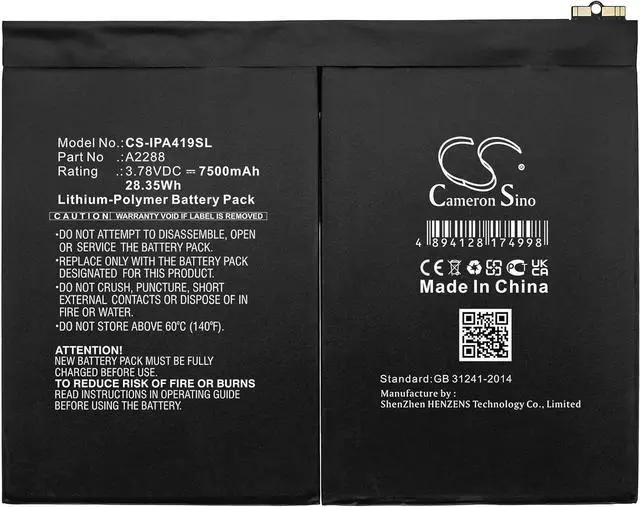 Model No.:CS-IPA419SL
Part No :A2288
Rating .:3.78VDC ⎓ 7500mAh
28.35Wh
Lithium-Polymer Battery Pack
CAUTION WARRANTY VOID IF LABEL IS REMOVED
•DO NOT ATTEMPT TO DISASSEMBLE, OPEN
OR SERVICE THE BATTERY PACK.
•REPLACE ONLY WITH THE BATTERY PACK
DESIGNATED FOR THIS PRODUCT.
•DO NOT CRUSH, PUNCTURE, SHORT
EXTERNAL CONTACTS OR DISPOSE OF IN
FIRE OR WATER.
•DO NOT STORE ABOVE 60°C (140°F).
ATTENTION!
NEW BATTERY PACK MUST BE FULLY
CHARGED BEFORE USE.
TO REDUCE RISK OF FIRE OR BURNS
READ INSTRUCTIONS IN OPERATING GUIDE
BEFORE USING THE BATTERY.
CS
Cameron Sino
4 894128 174998
CE PCT UKCA
Made In China
Standard:GB 31241-2014
Manufacture by :
ShenZhen HENZENS Technology Co., Limited